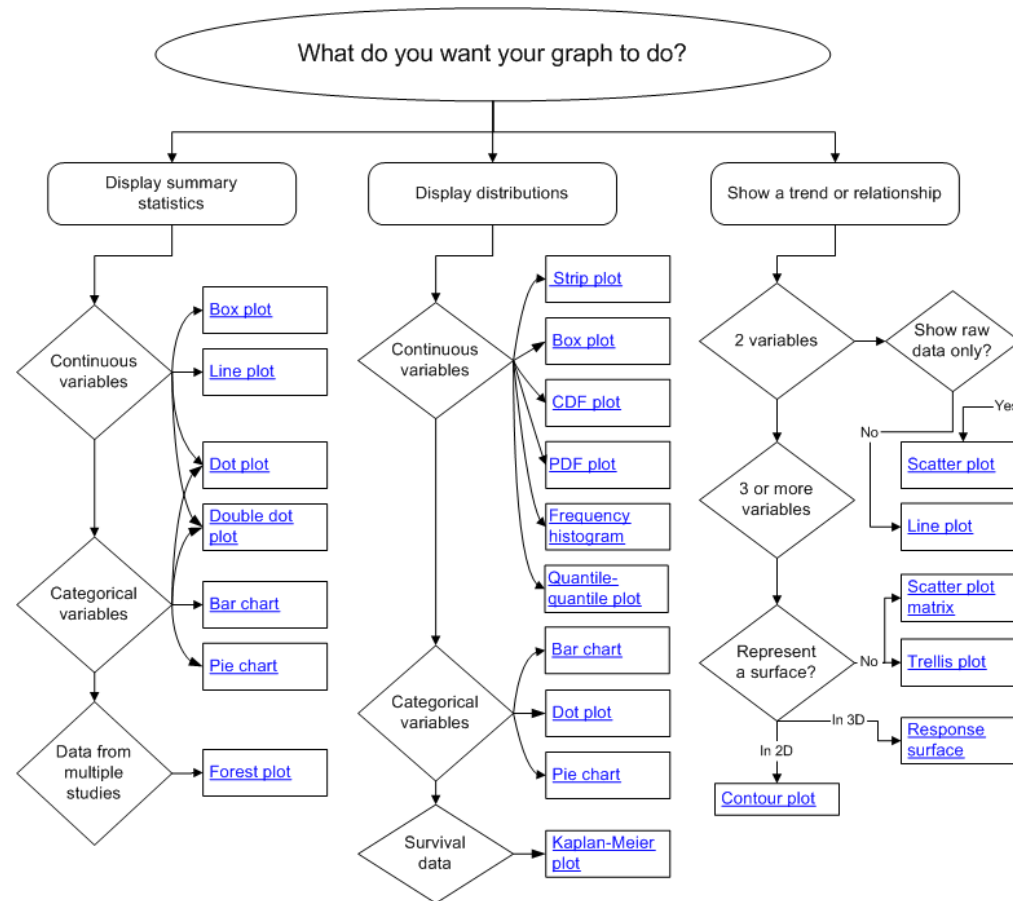 What do you want your graph to do?
Display summary
statistics
Continuous
variables
Box plot
Line plot
Dot plot
Double dot
plot
Categorical
variables
Bar chart
Pie chart
Data from
multiple
studies
Forest plot
Display distributions
Continuous
variables
Strip plot
Box plot
CDF plot
PDF plot
Frequency
histogram
Quantile-
quantile plot
Categorical
variables
Bar chart
Dot plot
Pie chart
Survival
data
Kaplan-Meier
plot
Show a trend or relationship
2 variables
Show raw
data only?
Yes
No
Scatter plot
Line plot
3 or more
variables
Represent
a surface?
No
Scatter plot
matrix
Trellis plot
In 3D
Response
surface
In 2D
Contour plot